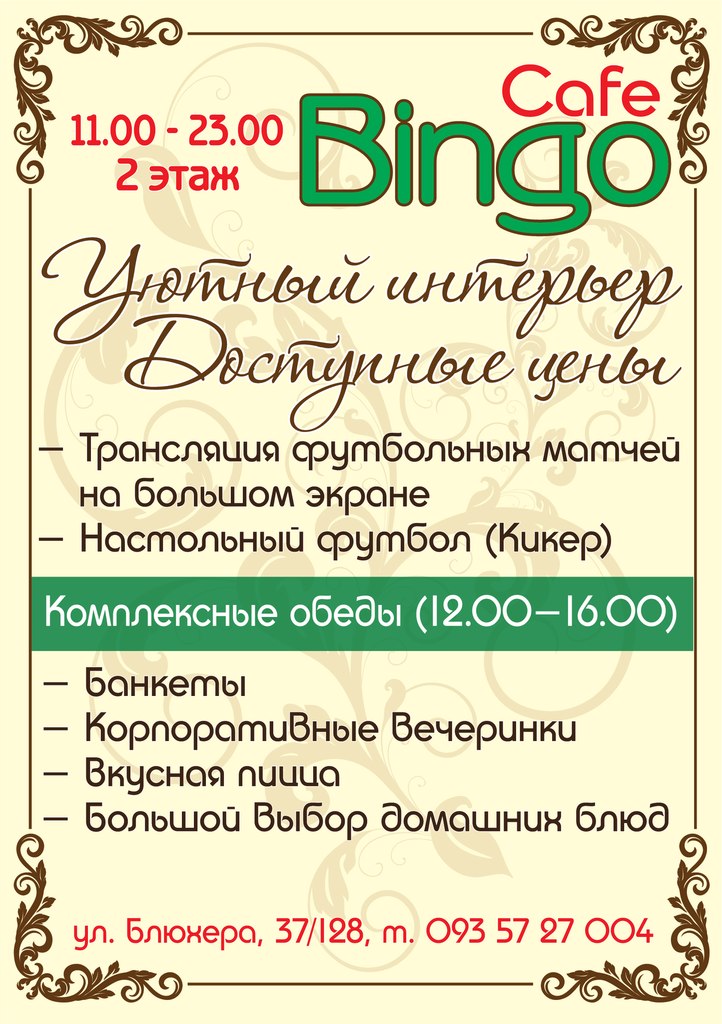 Cafe
Bingo
11.00 - 23.00
2 этаж
Уютный интерьер
Доступные цены
– Трансляция футбольных матчей
на большом экране
– Настольный футбол (Кикер)
Комплексные обеды (12.00–16.00)
– Банкеты
– Корпоративные вечеринки
– Вкусная пицца
– Большой выбор домашних блюд
ул. Блюхера, 37/128, т. 093 57 27 004